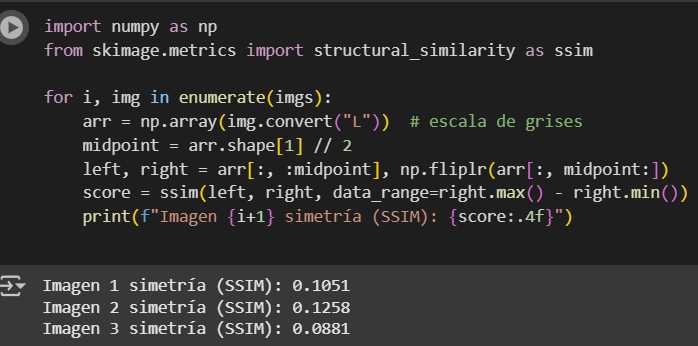 import numpy as np
from skimage.metrics import structural_similarity as ssim
for i, img in enumerate(imgs):
arr = np.array(img.convert("L"))  # escala de grises
midpoint = arr.shape[1] // 2
left, right = arr[:, :midpoint], np.fliplr(arr[:, midpoint:])
score = ssim(left, right, data_range=right.max() - right.min())
print(f"Imagen {i+1} simetría (SSIM): {score:.4f}")
Imagen 1 simetría (SSIM): 0.1051
Imagen 2 simetría (SSIM): 0.1258
Imagen 3 simetría (SSIM): 0.0881